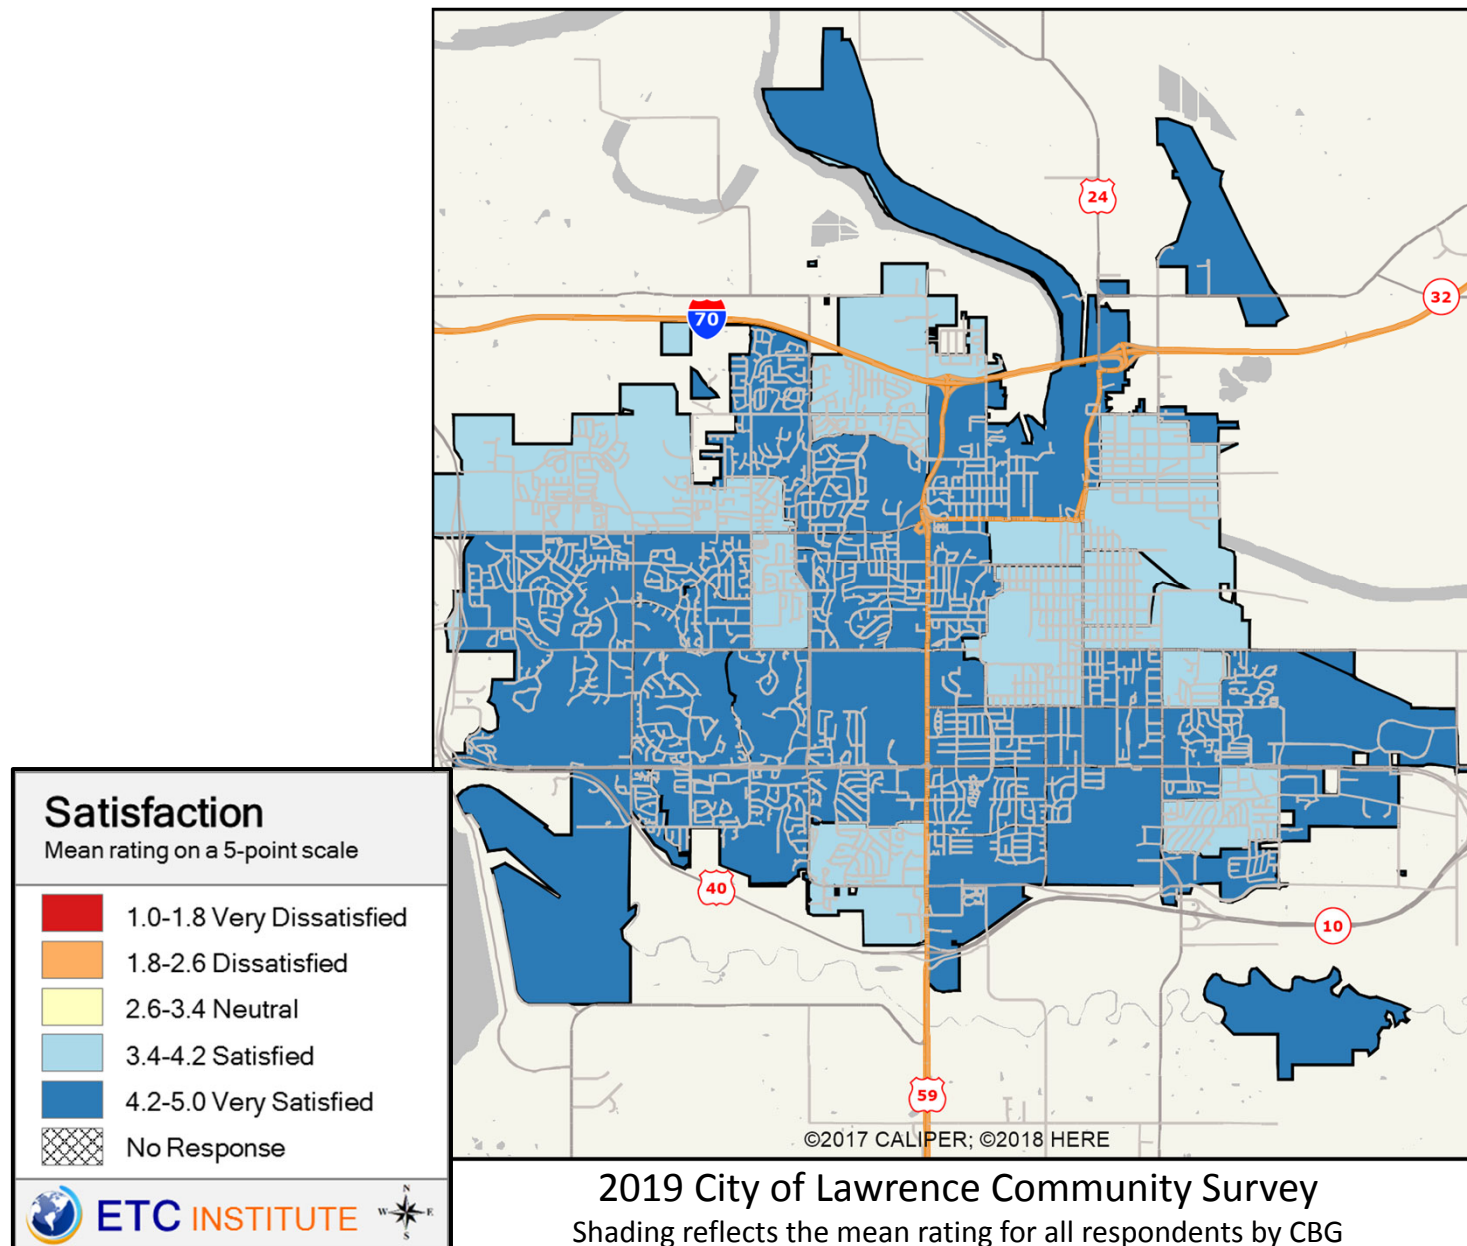 24
32
70
40
10
59
©2017 CALIPER; ©2018 HERE
Satisfaction
Mean rating on a 5-point scale
1.0-1.8 Very Dissatisfied
1.8-2.6 Dissatisfied
2.6-3.4 Neutral
3.4-4.2 Satisfied
4.2-5.0 Very Satisfied
No Response
ETC INSTITUTE
N
W E
S
2019 City of Lawrence Community Survey
Shading reflects the mean rating for all respondents by CBG